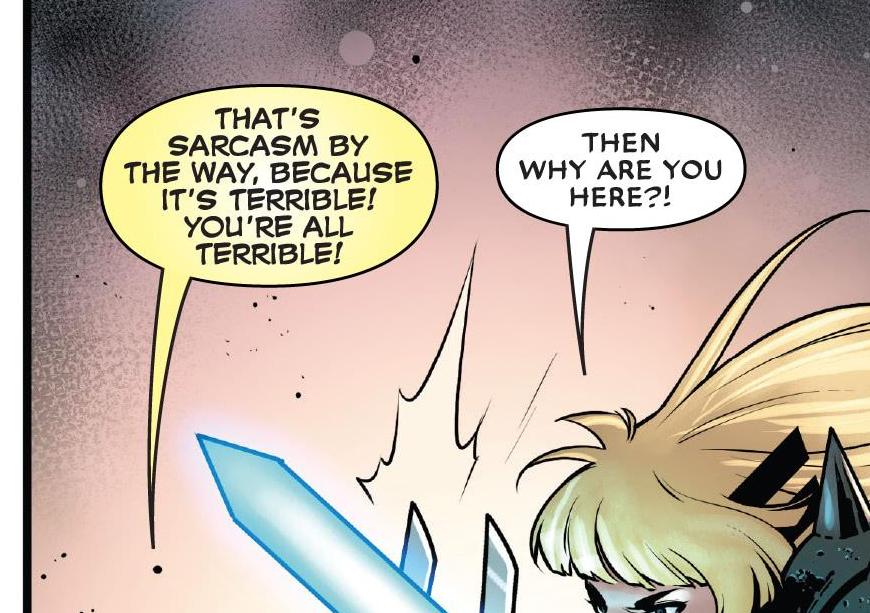 THAT'S
SARCASM BY
THE WAY, BECAUSE
IT'S TERRIBLE!
YOU'RE ALL
TERRIBLE!
THEN
WHY ARE YOU
HERE?!